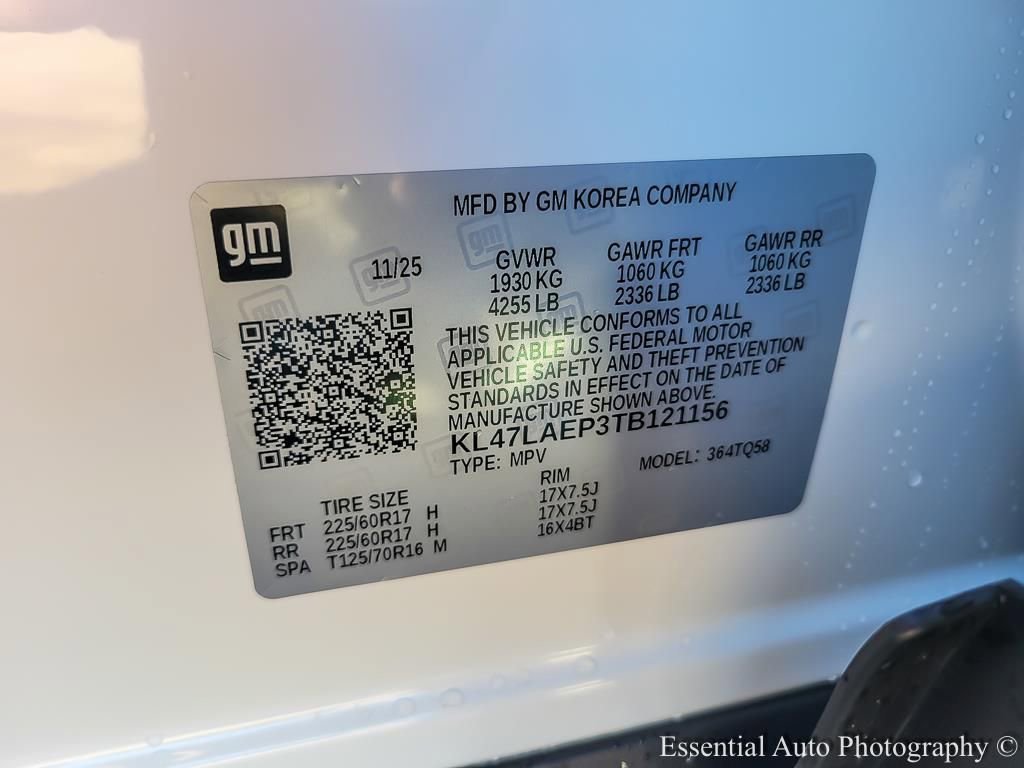 gm
MFD BY GM KOREA COMPANY
11/25
GVWR GAWR FRT GAWR RR
1930 KG 1060 KG 1060 KG
4255 LB 2336 LB 2336 LB
THIS VEHICLE CONFORMS TO ALL
APPLICABLE U.S. FEDERAL MOTOR
VEHICLE SAFETY AND THEFT PREVENTION
STANDARDS IN EFFECT ON THE DATE OF
MANUFACTURE SHOWN ABOVE.
KL47LAEP3TB121156
TYPE: MPV MODEL: 364TQ58
TIRE SIZE RIM
FRT 225/60R17 H 17X7.5J
RR 225/60R17 H 17X7.5J
SPA T125/70R16 M 16X4BT
Essential Auto Photography ©